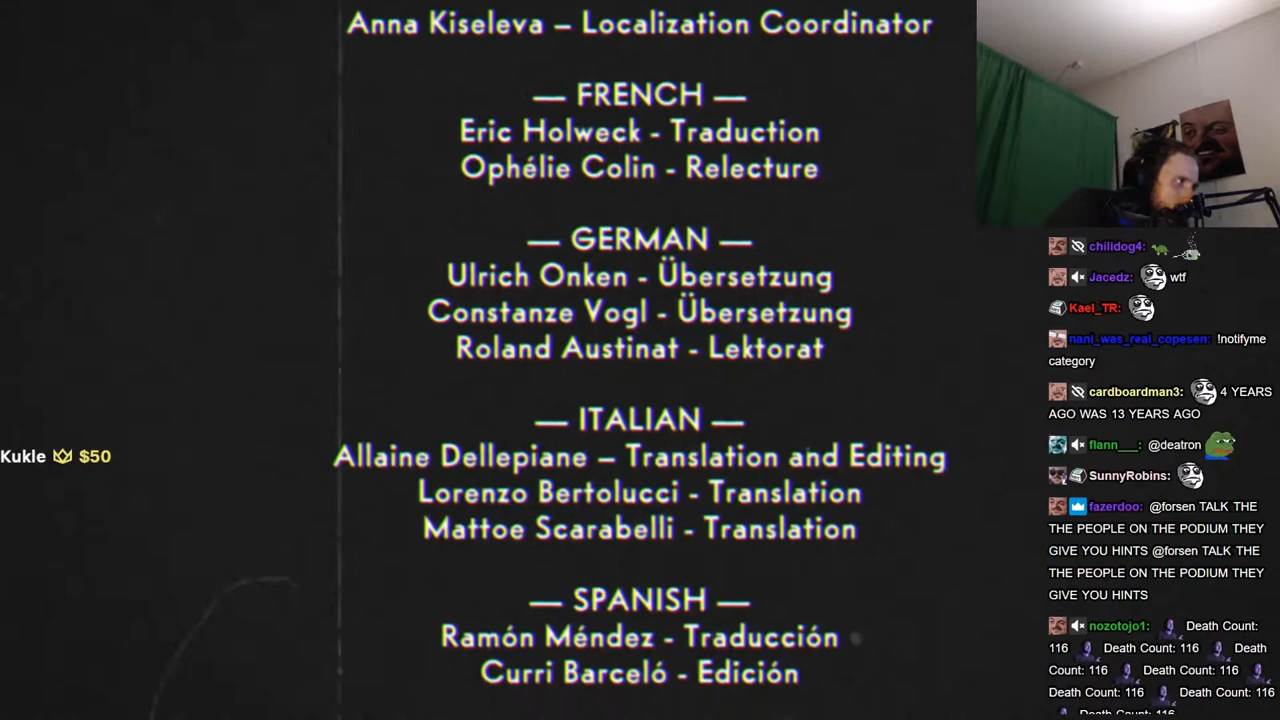 Anna Kiseleva – Localization Coordinator
— FRENCH —
Eric Holweck - Traduction
Ophélie Colin - Relecture
— GERMAN —
Ulrich Onken - Übersetzung
Constanze Vogl - Übersetzung
Roland Austinat - Lektorat
— ITALIAN —
Allaine Dellepiane – Translation and Editing
Lorenzo Bertolucci - Translation
Mattoe Scarabelli - Translation
— SPANISH —
Ramón Méndez - Traducción
Curri Barceló - Edición
Kukle $50
chilidog4:
Jacedz: wtf
Kael_TR:
nani_was_real_copesen: !notifyme
category
cardboardman3: 4 YEARS
AGO WAS 13 YEARS AGO
flann___: @deatron
SunnyRobins:
fazerdoo: @forsen TALK THE
THE PEOPLE ON THE PODIUM THEY
GIVE YOU HINTS @forsen TALK THE
THE PEOPLE ON THE PODIUM THEY
GIVE YOU HINTS
nozotojo1: Death Count:
116 Death Count: 116 Death
Count: 116 Death Count: 116
Death Count: 116 Death Count: 116
Death Count: 116